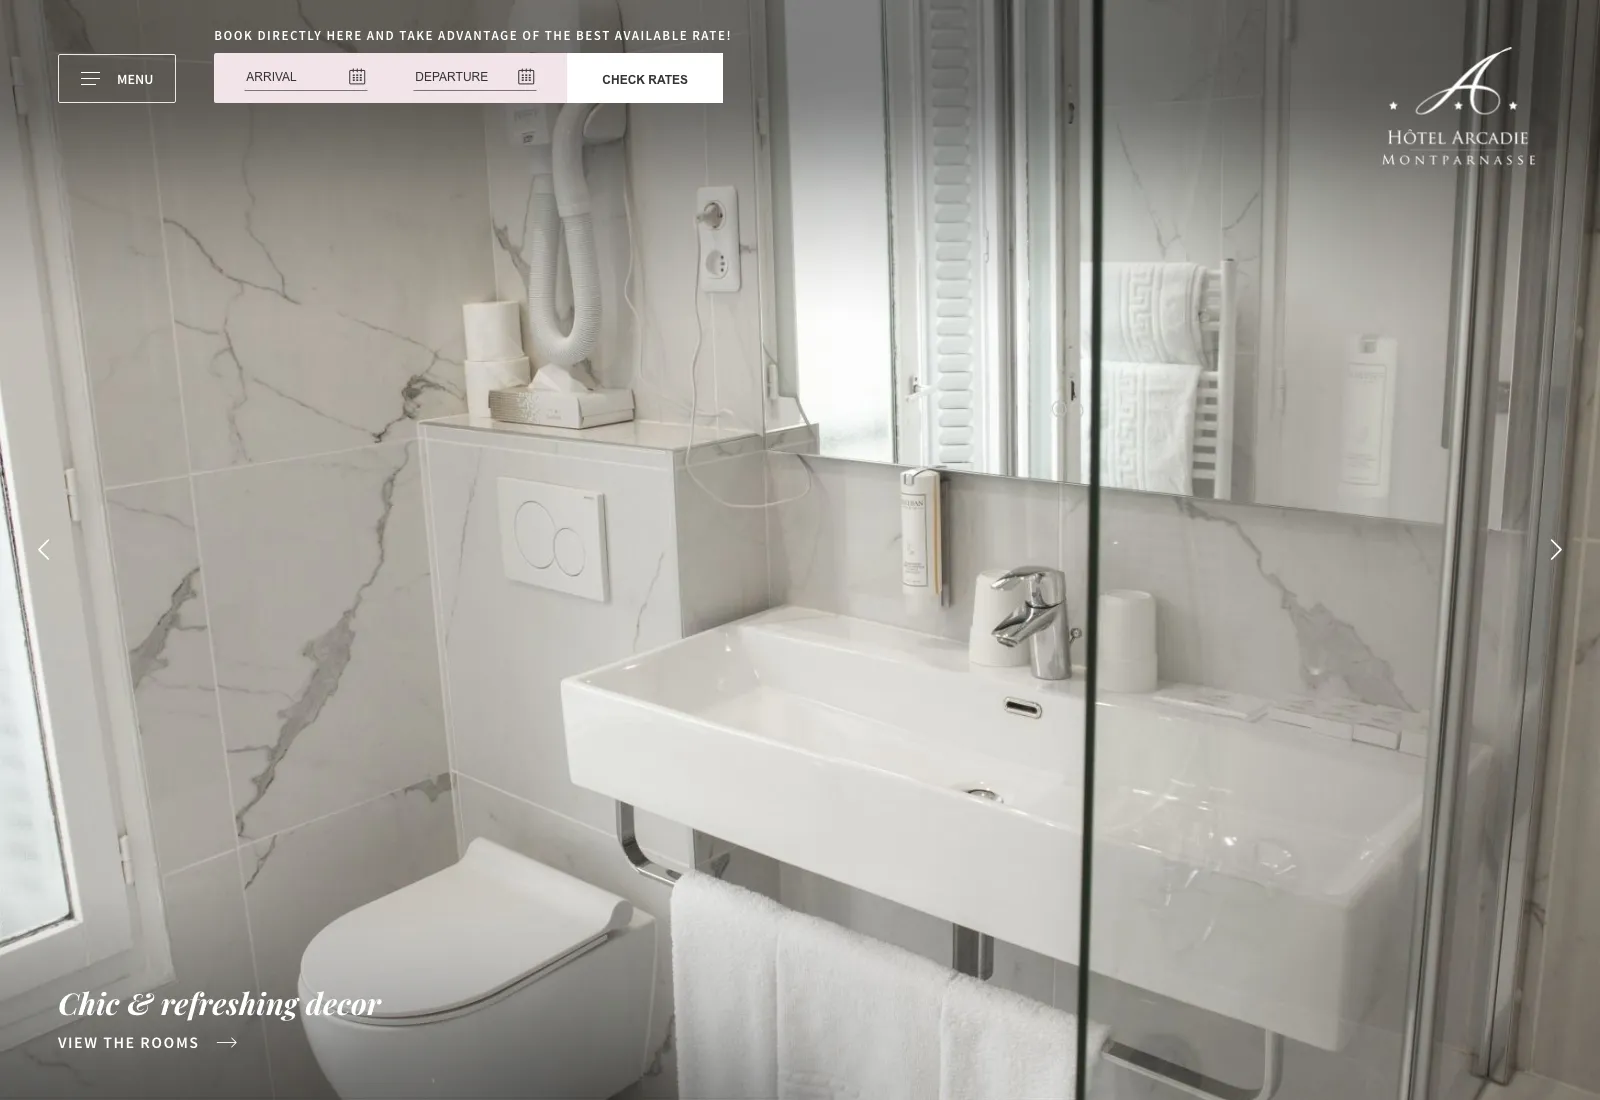 BOOK DIRECTLY HERE AND TAKE ADVANTAGE OF THE BEST AVAILABLE RATE!
MENU
ARRIVAL
DEPARTURE
CHECK RATES
HÔTEL ARCADIE
MONTPARNASSE
Chic & refreshing decor
VIEW THE ROOMS